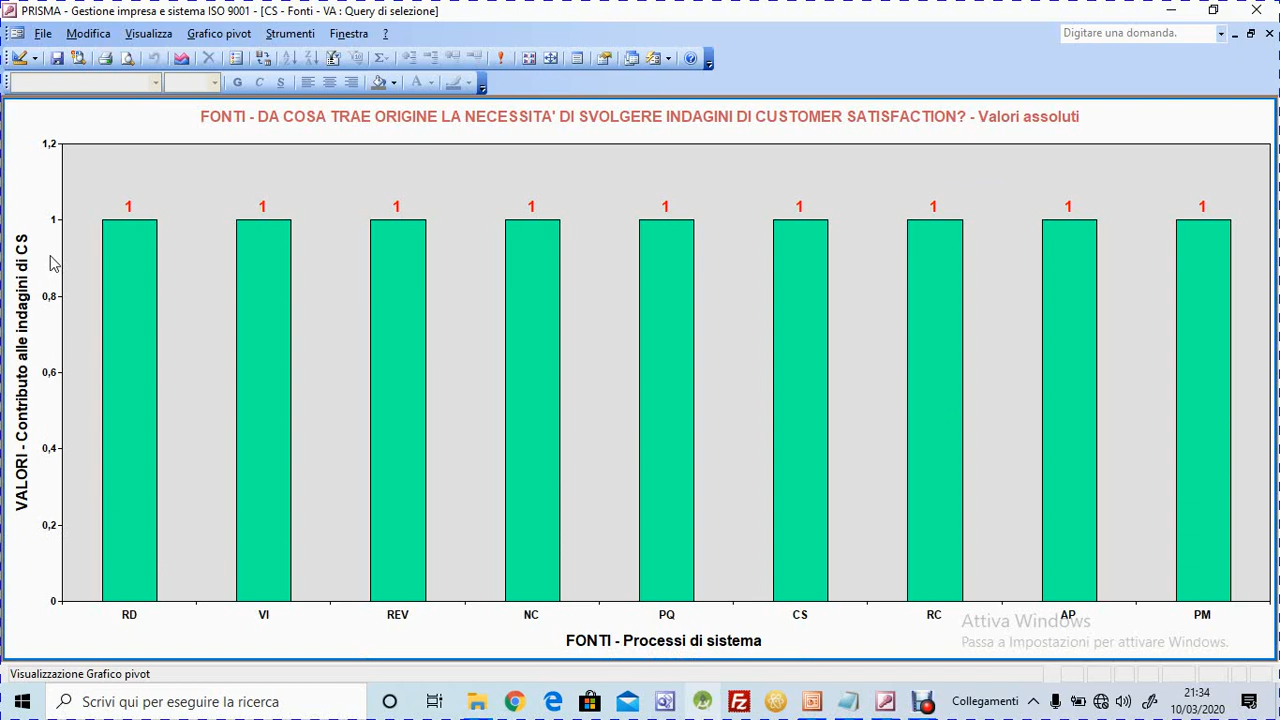 PRISMA - Gestione impresa e sistema ISO 9001 - [CS - Fonti - VA : Query di selezione]
File Modifica Visualizza Grafico pivot Strumenti Finestra ? Digitare una domanda.
G C S A
FONTI - DA COSA TRAE ORIGINE LA NECESSITA' DI SVOLGERE INDAGINI DI CUSTOMER SATISFACTION? - Valori assoluti
1,2
1 1 1 1 1 1 1 1 1
1
0,8
0,6
0,4
0,2
0
VALORI - Contributo alle indagini di CS
RD VI REV NC PQ CS RC AP PM
FONTI - Processi di sistema
Attiva Windows
Passa a Impostazioni per attivare Windows.
Visualizzazione Grafico pivot
Scrivi qui per eseguire la ricerca
Collegamenti
21:34
10/03/2020